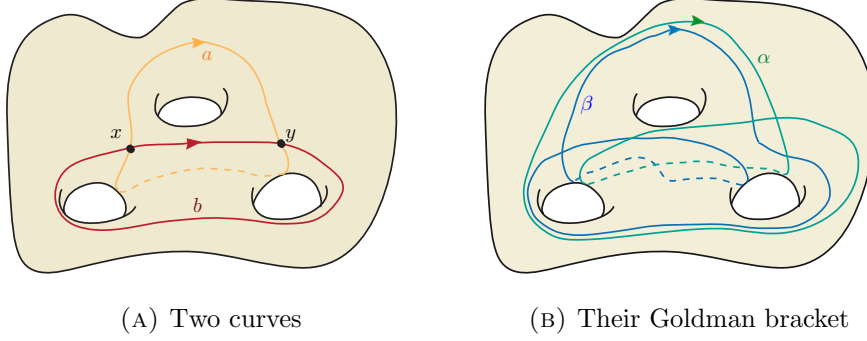 a
α
β
x
y
b
(A) Two curves
(B) Their Goldman bracket